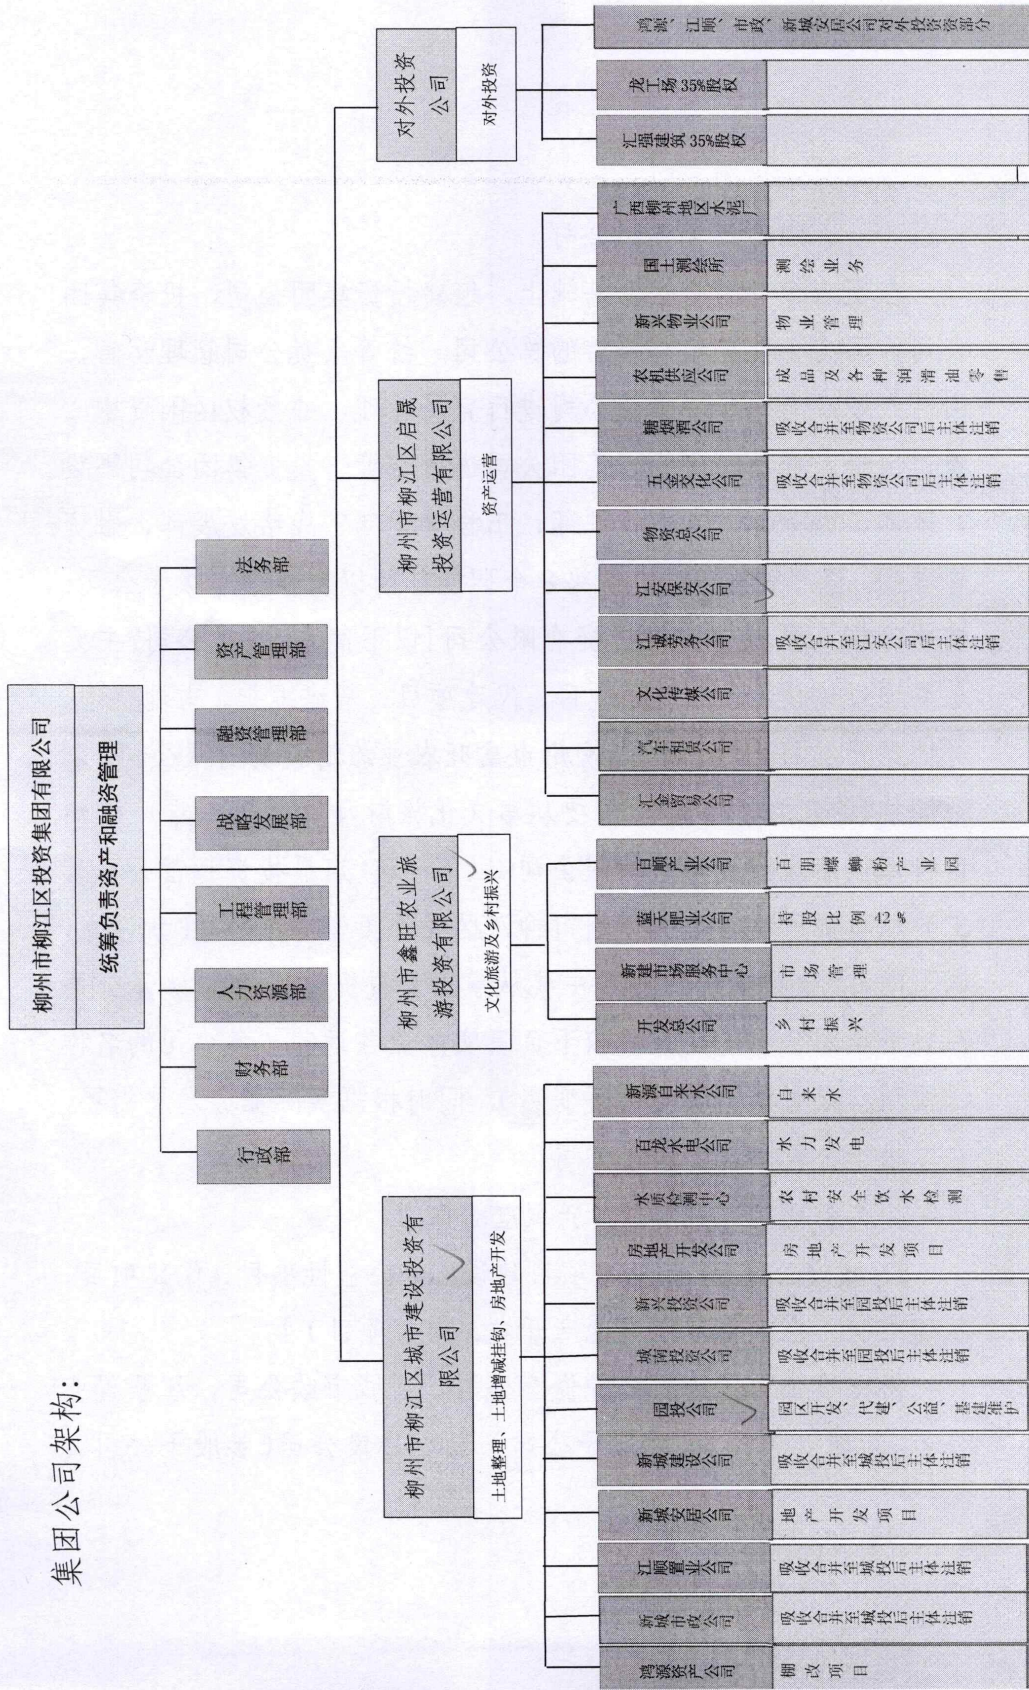 集团公司架构:
柳州市柳江区投资集团有限公司
统筹负责资产和融资管理
行政部
财务部
人力资源部
工程管理部
战略发展部
融资管理部
资产管理部
法务部
柳州市柳江区城市建设投资有
限公司
土地整理、土地增减挂钩、房地产开发
柳州市鑫旺农业旅
游投资有限公司
文化旅游及乡村振兴
柳州市柳江区启晟
投资运营有限公司
资产运营
对外投资
公司
对外投资
鸿源资产公司
棚改项目
新城市政公司
吸收合并至城投后主体注销
江顺置业公司
吸收合并至城投后主体注销
新城安居公司
地产开发项目
新城建设公司
吸收合并至城投后主体注销
园投公司
园区开发、代建、公益、基建维护
城南投资公司
吸收合并至园投后主体注销
新兴投资公司
吸收合并至园投后主体注销
房地产开发公司
房地产开发项目
水质检测中心
农村安全饮水检测
百龙水电公司
水力发电
新源自来水公司
自来水
开发总公司
乡村振兴
新建市场服务中心
市场管理
蓝天肥业公司
持股比例
百顺产业公司
百朋螺蛳粉产业园
汇金贸易公司
汽车租赁公司
文化传媒公司
江诚劳务公司
吸收合并至江安公司后主体注销
江安保安公司
物资总公司
五金交化公司
吸收合并至物资公司后主体注销
糖烟酒公司
吸收合并至物资公司后主体注销
农机供应公司
成品及各种润滑油零售
新兴物业公司
物业管理
国土测绘所
测绘业务
广西柳州地区水泥厂
汇强建筑35%股权
龙工场35%股权
鸿源、江顺、市政、新城安居公司对外投资资部分